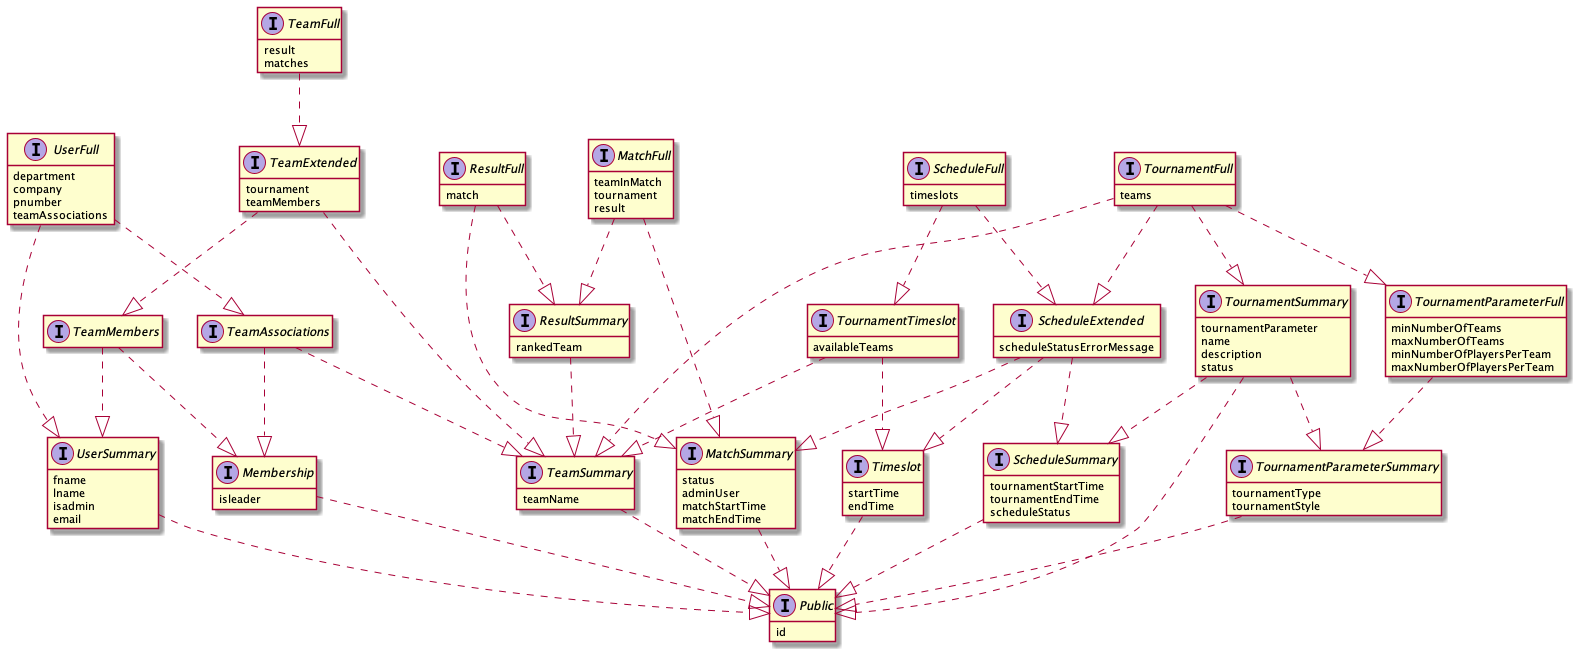 I TeamFull
result
matches
I UserFull
department
company
pnumber
teamAssociations
I TeamExtended
tournament
teamMembers
I ResultFull
match
I MatchFull
teamInMatch
tournament
result
I ScheduleFull
timeslots
I TournamentFull
teams
I TeamMembers
I TeamAssociations
I ResultSummary
rankedTeam
I TournamentTimeslot
availableTeams
I ScheduleExtended
scheduleStatusErrorMessage
I TournamentSummary
tournamentParameter
name
description
status
I TournamentParameterFull
minNumberOfTeams
maxNumberOfTeams
minNumberOfPlayersPerTeam
maxNumberOfPlayersPerTeam
I UserSummary
fname
lname
isadmin
email
I Membership
isleader
I TeamSummary
teamName
I MatchSummary
status
adminUser
matchStartTime
matchEndTime
I Timeslot
startTime
endTime
I ScheduleSummary
tournamentStartTime
tournamentEndTime
scheduleStatus
I TournamentParameterSummary
tournamentType
tournamentStyle
I Public
id